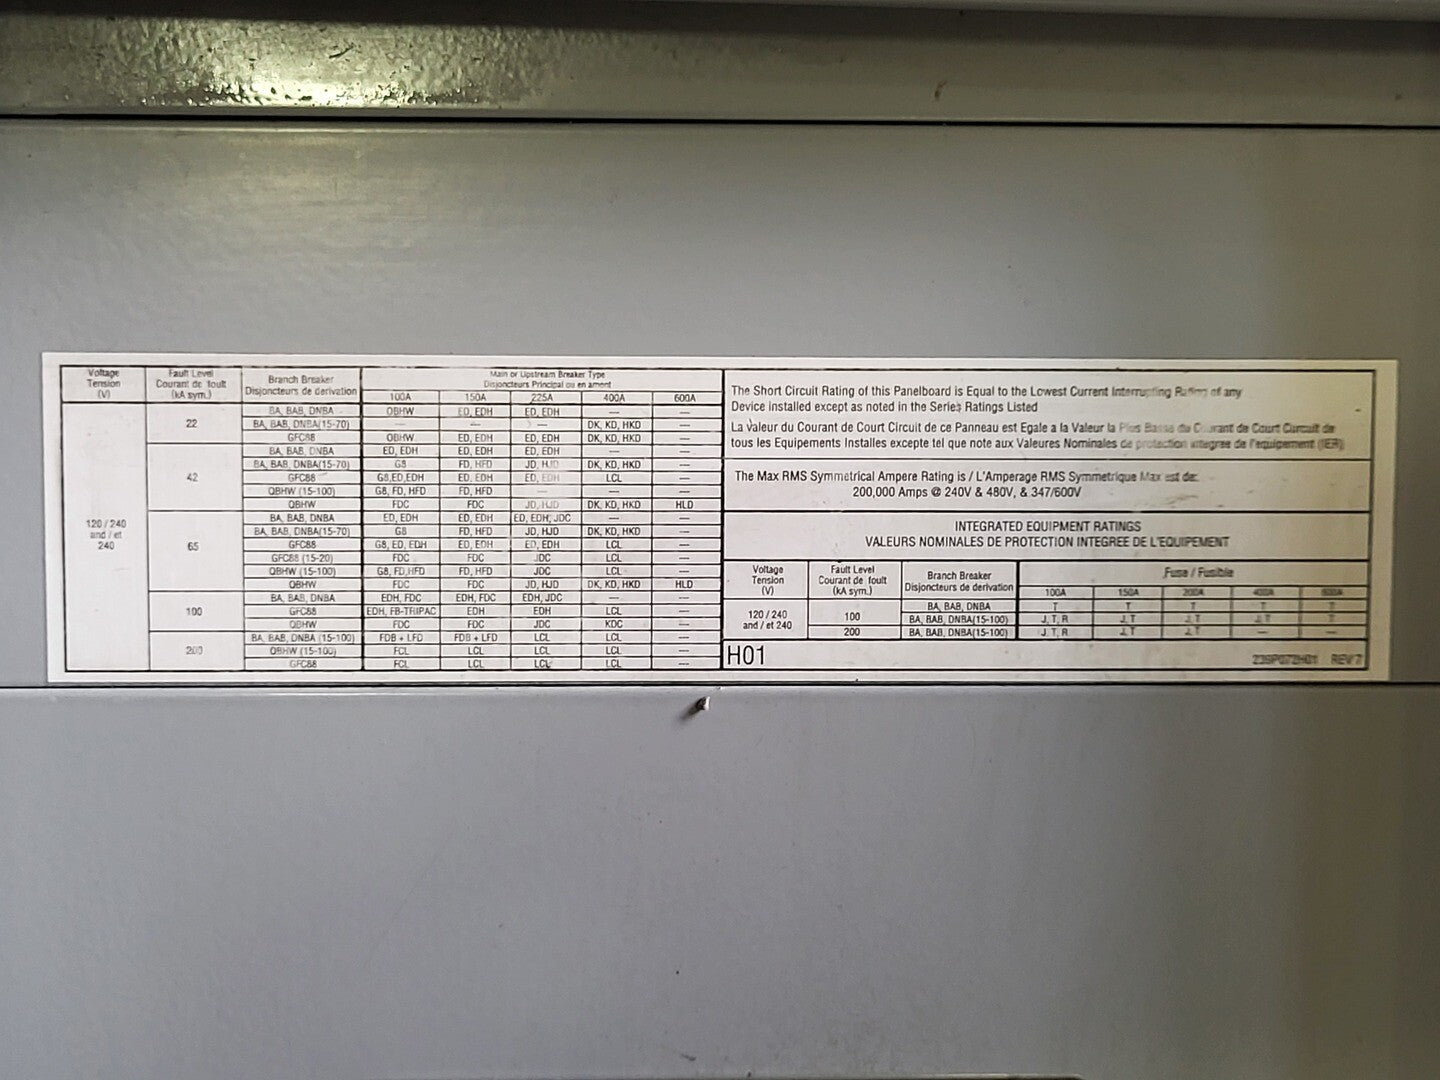 Voltage Tension (V) | Fault Level Courant de fault (kA sym.) | Branch Breaker Disjoncteurs de derivation | Main or Upstream Breaker Type Disjoncteurs Principal ou en amont
100A | 150A | 225A | 400A | 600A
120 / 240 and / et 240
22 | BA, BAB, DNBA | QBHW | ED, EDH | ED, EDH | — | —
BA, BAB, DNBA(15-70) | — | — | — | DK, KD, HKD | —
GFCBB | QBHW | ED, EDH | ED, EDH | DK, KD, HKD | —
42 | BA, BAB, DNBA | ED, EDH | ED, EDH | ED, EDH | — | —
BA, BAB, DNBA(15-70) | GB | FD, HFD | JD, HJD | DK, KD, HKD | —
GFCBB | GB,ED,EDH | ED, EDH | ED, EDH | LCL | —
QBHW (15-100) | GB, FD, HFD | FD, HFD | — | — | —
QBHW | FDC | FDC | JD, HJD | DK, KD, HKD | HLD
65 | BA, BAB, DNBA | ED, EDH | ED, EDH | ED, EDH, JDC | — | —
BA, BAB, DNBA(15-70) | GB | FD, HFD | JD, HJD | DK, KD, HKD | —
GFCBB | GB, ED, EDH | ED, EDH | ED, EDH | LCL | —
GFCBB (15-20) | FDC | FDC | JDC | LCL | —
QBHW (15-100) | GB, FD,HFD | FD, HFD | JDC | LCL | —
QBHW | FDC | FDC | JD, HJD | DK, KD, HKD | HLD
100 | BA, BAB, DNBA | EDH, FDC | EDH, FDC | EDH, JDC | — | —
GFCBB | EDH, FB-TRIPAC | EDH | EDH | LCL | —
QBHW | FDC | FDC | JDC | KDC | —
200 | BA, BAB, DNBA (15-100) | FDB + LFD | FDB + LFD | LCL | LCL | —
QBHW (15-100) | FCL | LCL | LCL | LCL | —
GFCBB | FCL | LCL | LCL | LCL | —
The Short Circuit Rating of this Panelboard is Equal to the Lowest Current Interrupting Rating of any
Device installed except as noted in the Series Ratings Listed
La Valeur du Courant de Court Circuit de ce Panneau est Egale a la Valeur la Plus Basse du Courant de Court Circuit de
tous les Equipements Installes excepte tel que note aux Valeures Nominales de protection integree de l'equipement (IER)
The Max RMS Symmetrical Ampere Rating is / L'Amperage RMS Symmetrique Max est de:
200,000 Amps @ 240V & 480V, & 347/600V
INTEGRATED EQUIPMENT RATINGS
VALEURS NOMINALES DE PROTECTION INTEGREE DE L'EQUIPEMENT
Voltage Tension (V) | Fault Level Courant de fault (kA sym.) | Branch Breaker Disjoncteurs de derivation | Fuse / Fusible
100A | 150A | 200A | 400A | 600A
120 / 240 and / et 240
100 | BA, BAB, DNBA | T | T | T | T | T
BA, BAB, DNBA(15-100) | J, T, R | J, T | J, T | J, T | T
200 | BA, BAB, DNBA(15-100) | J, T, R | J, T | J, T | — | —
H01
239P072H01 REV 7